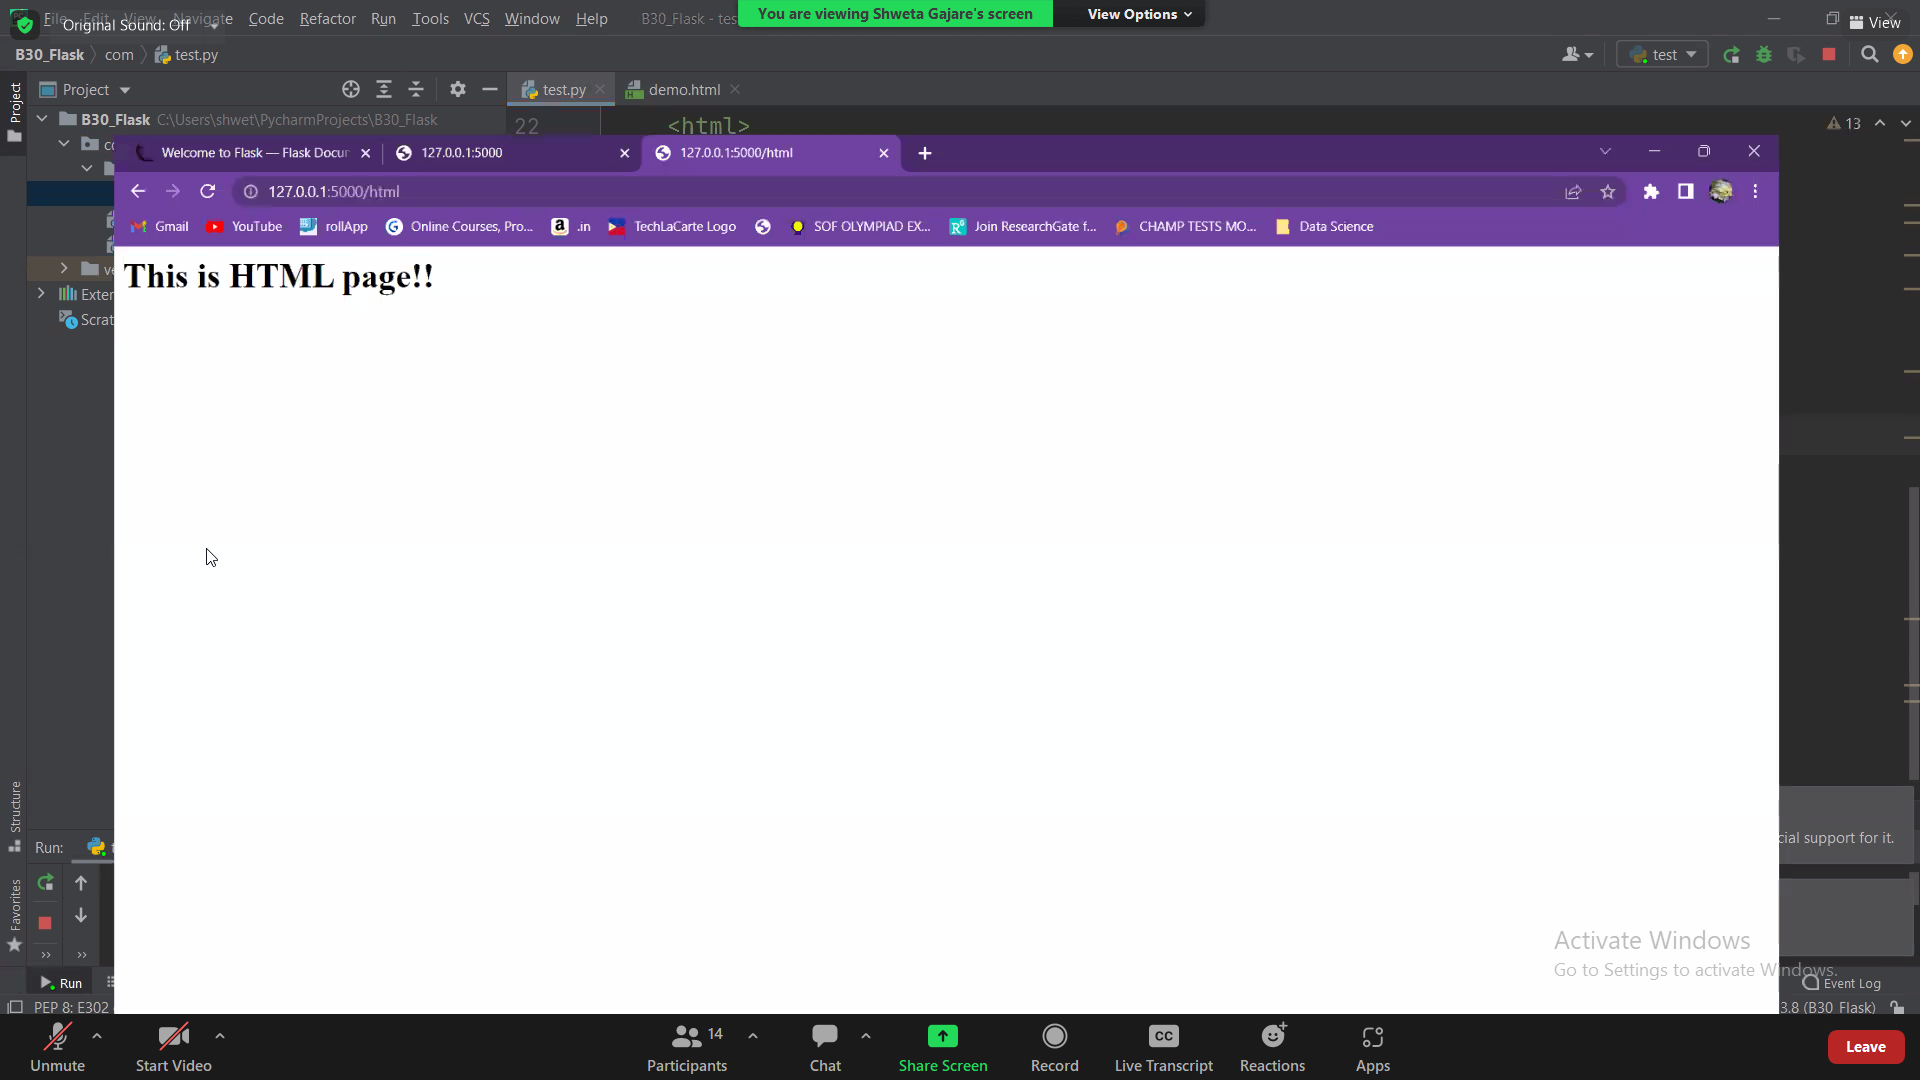 File Edit View Navigate Code Refactor Run Tools VCS Window Help B30_Flask - tes
Original Sound: Off
You are viewing Shweta Gajare's screen View Options
View
B30_Flask com test.py
test
Project
test.py demo.html
Project
B30_Flask C:\Users\shwet\PycharmProjects\B30_Flask
22 <html>
13
Welcome to Flask — Flask Docur 127.0.0.1:5000 127.0.0.1:5000/html
127.0.0.1:5000/html
Gmail YouTube rollApp Online Courses, Pro... .in TechLaCarte Logo SOF OLYMPIAD EX... Join ResearchGate f... CHAMP TESTS MO... Data Science
This is HTML page!!
Exter
Scrat
Structure
Favorites
Run:
cial support for it.
Activate Windows
Go to Settings to activate Windows.
Run
Event Log
PEP 8: E302
3.8 (B30_Flask)
Unmute Start Video Participants 14 Chat Share Screen Record CC Live Transcript Reactions Apps Leave